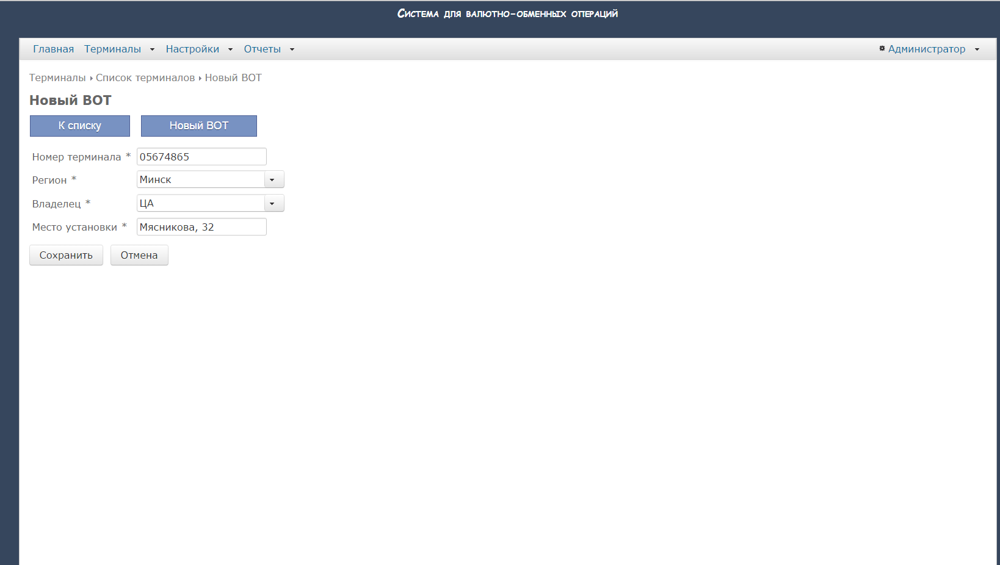 Система для валютно-обменных операций
Главная Терминалы Настройки Отчеты Администратор
Терминалы Список терминалов Новый ВОТ
Новый ВОТ
К списку Новый ВОТ
Номер терминала * 05674865
Регион * Минск
Владелец * ЦА
Место установки * Мясникова, 32
Сохранить Отмена